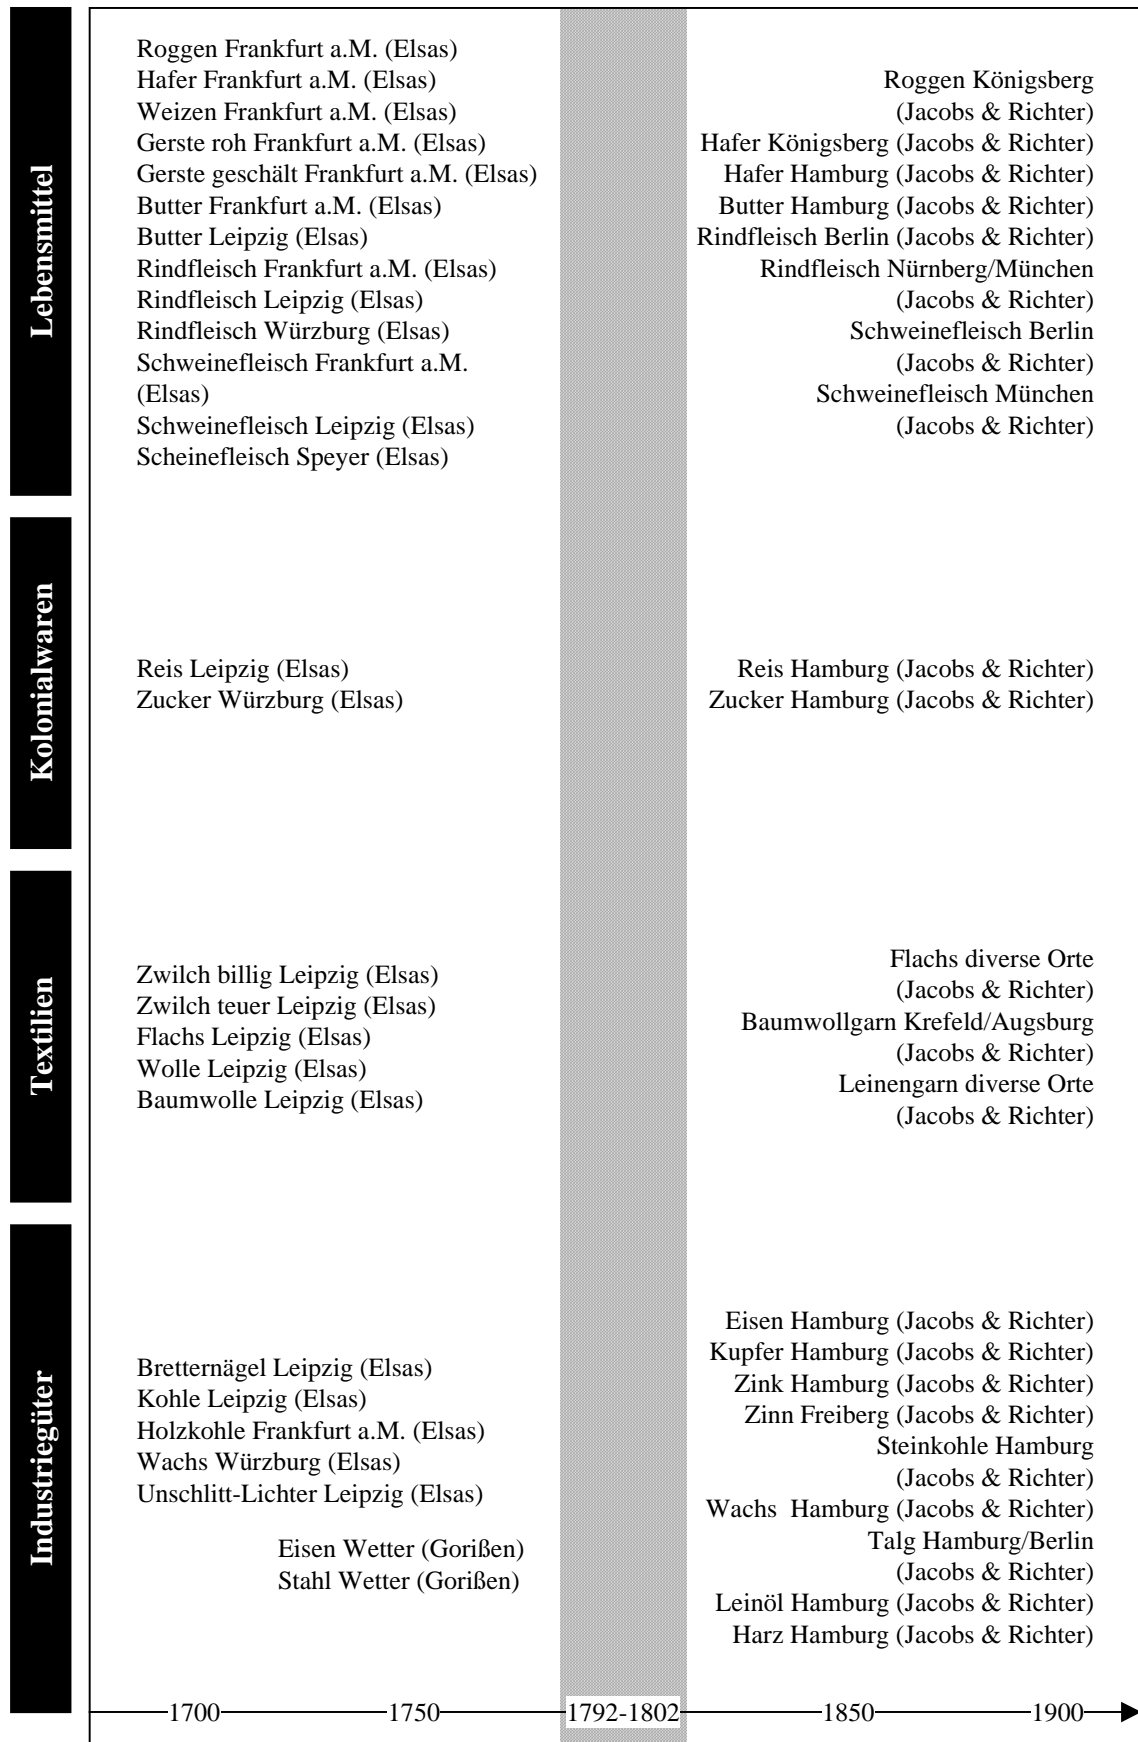 Lebensmittel
Roggen Frankfurt a.M. (Elsas)
Hafer Frankfurt a.M. (Elsas)
Weizen Frankfurt a.M. (Elsas)
Gerste roh Frankfurt a.M. (Elsas)
Gerste geschält Frankfurt a.M. (Elsas)
Butter Frankfurt a.M. (Elsas)
Butter Leipzig (Elsas)
Rindfleisch Frankfurt a.M. (Elsas)
Rindfleisch Leipzig (Elsas)
Rindfleisch Würzburg (Elsas)
Schweinefleisch Frankfurt a.M.
(Elsas)
Schweinefleisch Leipzig (Elsas)
Scheinefleisch Speyer (Elsas)
Roggen Königsberg
(Jacobs & Richter)
Hafer Königsberg (Jacobs & Richter)
Hafer Hamburg (Jacobs & Richter)
Butter Hamburg (Jacobs & Richter)
Rindfleisch Berlin (Jacobs & Richter)
Rindfleisch Nürnberg/München
(Jacobs & Richter)
Schweinefleisch Berlin
(Jacobs & Richter)
Schweinefleisch München
(Jacobs & Richter)
Kolonialwaren
Reis Leipzig (Elsas)
Zucker Würzburg (Elsas)
Reis Hamburg (Jacobs & Richter)
Zucker Hamburg (Jacobs & Richter)
Textilien
Zwilch billig Leipzig (Elsas)
Zwilch teuer Leipzig (Elsas)
Flachs Leipzig (Elsas)
Wolle Leipzig (Elsas)
Baumwolle Leipzig (Elsas)
Flachs diverse Orte
(Jacobs & Richter)
Baumwollgarn Krefeld/Augsburg
(Jacobs & Richter)
Leinengarn diverse Orte
(Jacobs & Richter)
Industriegüter
Bretternägel Leipzig (Elsas)
Kohle Leipzig (Elsas)
Holzkohle Frankfurt a.M. (Elsas)
Wachs Würzburg (Elsas)
Unschlitt-Lichter Leipzig (Elsas)
Eisen Wetter (Gorißen)
Stahl Wetter (Gorißen)
Eisen Hamburg (Jacobs & Richter)
Kupfer Hamburg (Jacobs & Richter)
Zink Hamburg (Jacobs & Richter)
Zinn Freiberg (Jacobs & Richter)
Steinkohle Hamburg
(Jacobs & Richter)
Wachs  Hamburg (Jacobs & Richter)
Talg Hamburg/Berlin
(Jacobs & Richter)
Leinöl Hamburg (Jacobs & Richter)
Harz Hamburg (Jacobs & Richter)
1700 1750 1792-1802 1850 1900